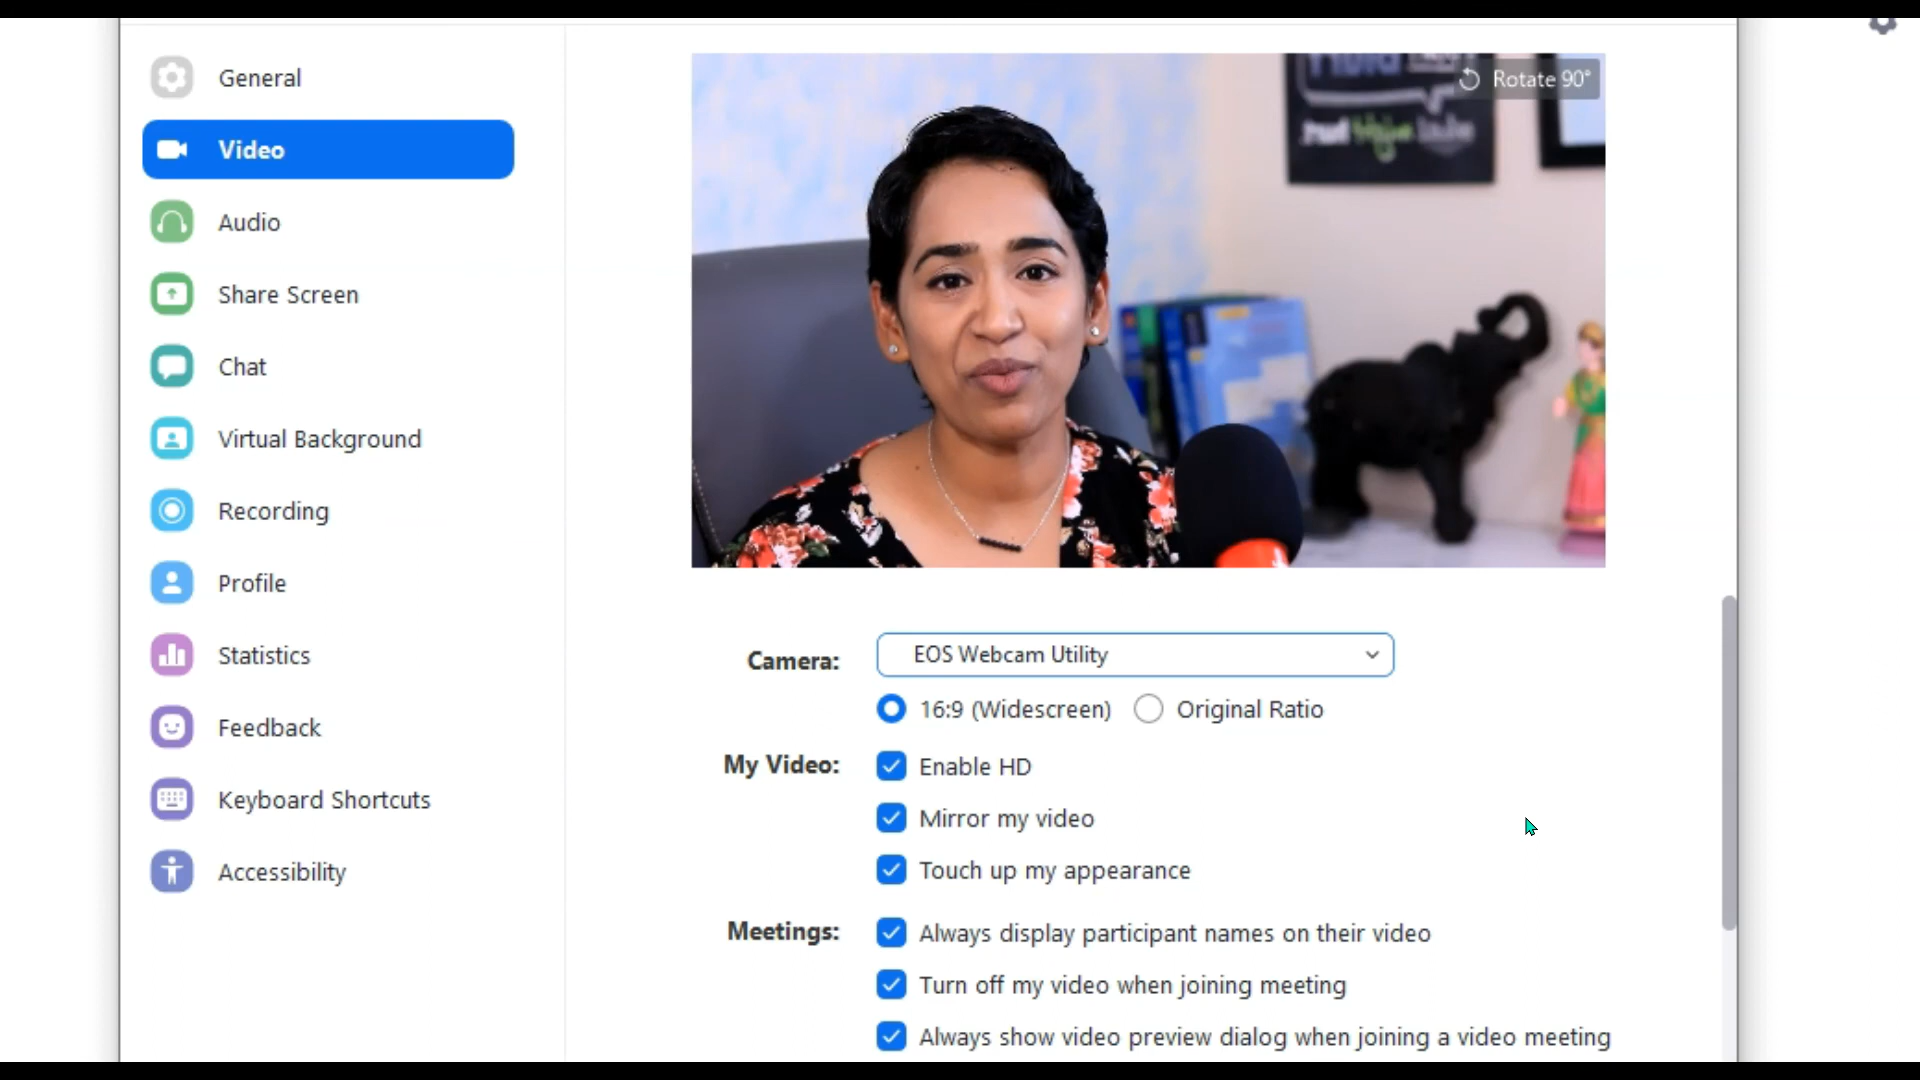 General
Video
Audio
Share Screen
Chat
Virtual Background
Recording
Profile
Statistics
Feedback
Keyboard Shortcuts
Accessibility
Rotate 90°
Camera:
EOS Webcam Utility
16:9 (Widescreen) Original Ratio
My Video:
Enable HD
Mirror my video
Touch up my appearance
Meetings:
Always display participant names on their video
Turn off my video when joining meeting
Always show video preview dialog when joining a video meeting